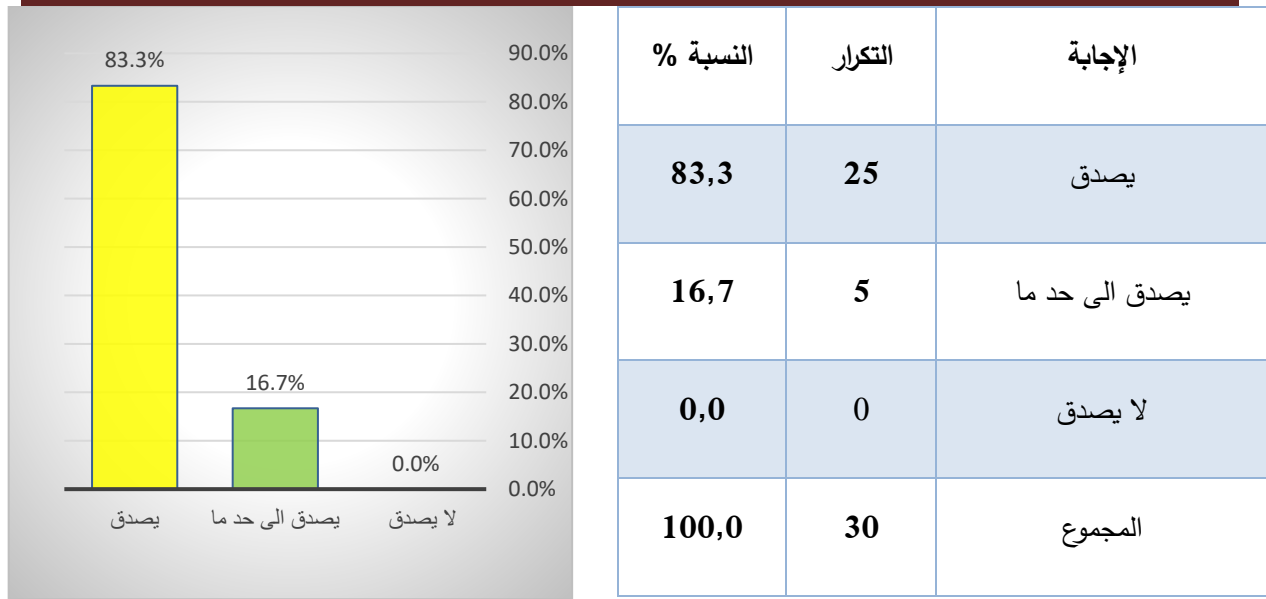 الإجابة التكرار النسبة %
يصدق 25 83,3
يصدق الى حد ما 5 16,7
لا يصدق 0 0,0
المجموع 30 100,0
90.0%
80.0%
70.0%
60.0%
50.0%
40.0%
30.0%
20.0%
10.0%
0.0%
83.3%
16.7%
0.0%
لا يصدق يصدق الى حد ما يصدق